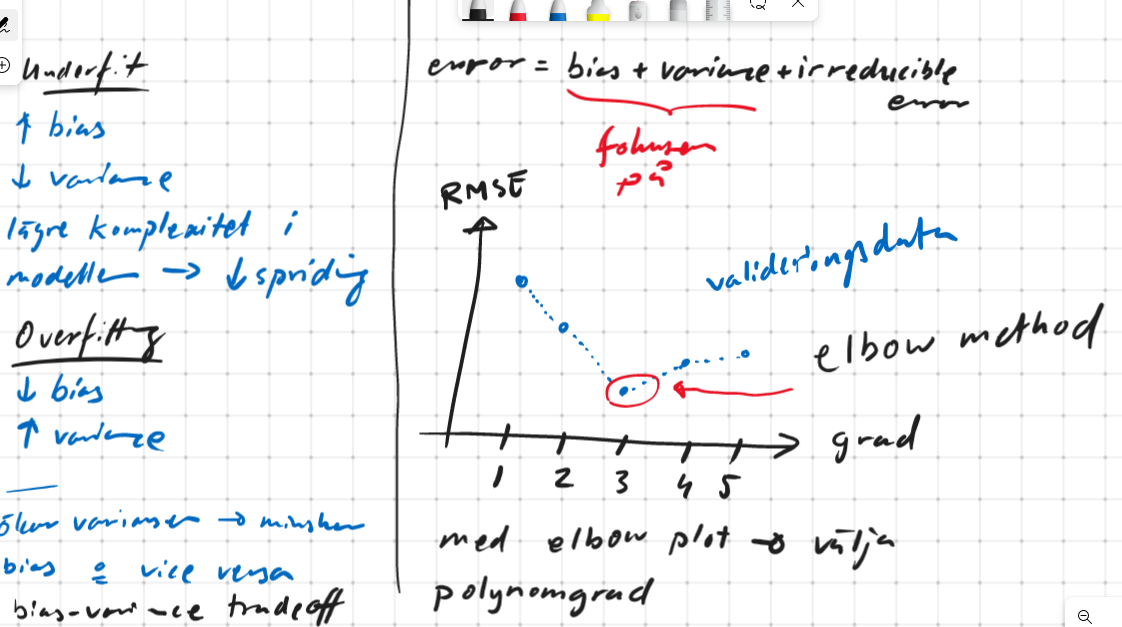 Underfit
↑ bias
↓ variance
lägre komplexitet i
modellen → ↓ spridning
Overfitting
↓ bias
↑ variance
ökar variansen → minskar
bias & vice versa
bias-variance tradeoff
error = bias + variance + irreducible
error
fokusera
på
RMSE
valideringsdata
elbow method
grad
1 2 3 4 5
med elbow plot → välja
polynomgrad